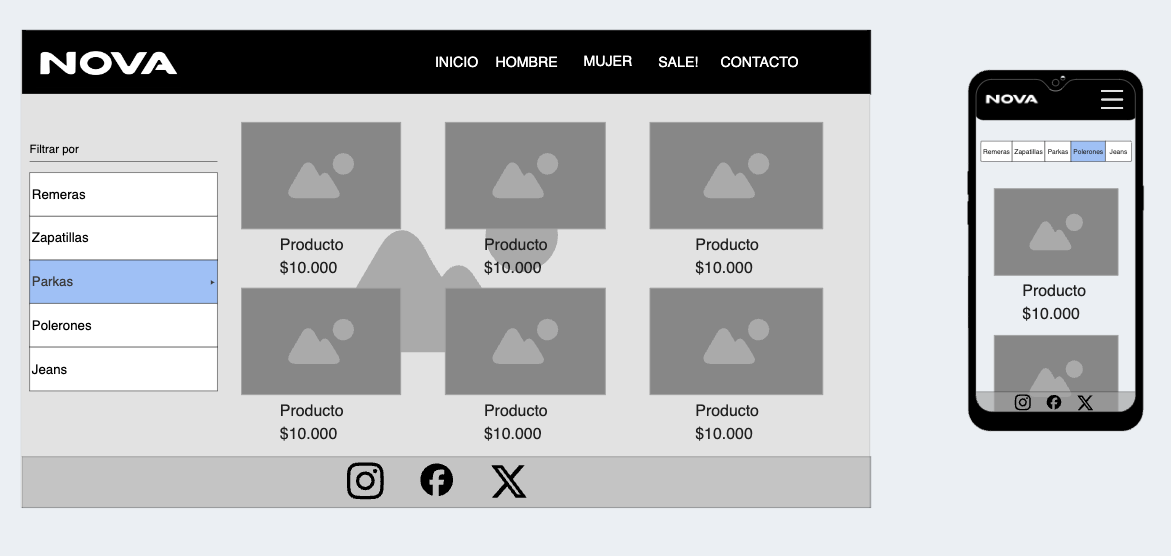 NOVA
INICIO HOMBRE MUJER SALE! CONTACTO
Filtrar por
Remeras
Zapatillas
Parkas
Polerones
Jeans
Producto Producto Producto
$10.000 $10.000 $10.000
Producto Producto Producto
$10.000 $10.000 $10.000
NOVA
Remeras Zapatillas Parkas Polerones Jeans
Producto
$10.000